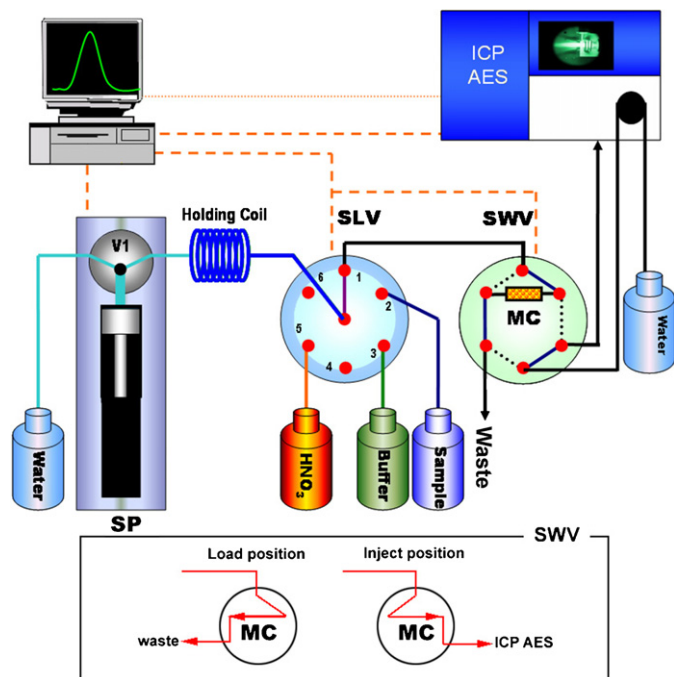 ICP
AES
Holding Coil
SLV
SWV
V1
6
1
5
2
4
3
MC
Water
HNO3
Buffer
Sample
Waste
Water
SP
SWV
Load position
Inject position
MC
MC
waste
ICP AES